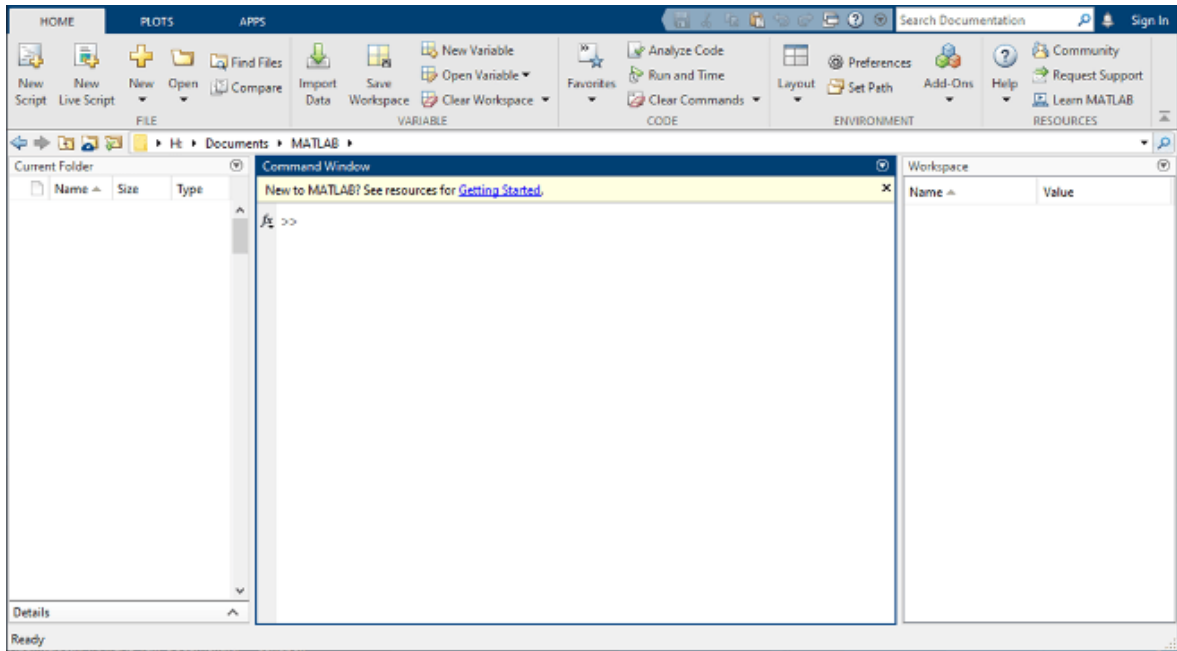 HOME PLOTS APPS Search Documentation Sign In
New Script
New Live Script
New
Open
Find Files
Compare
FILE
Import Data
Save Workspace
New Variable
Open Variable
Clear Workspace
VARIABLE
Favorites
Analyze Code
Run and Time
Clear Commands
CODE
Layout
Preferences
Set Path
Add-Ons
ENVIRONMENT
Help
Community
Request Support
Learn MATLAB
RESOURCES
H: Documents MATLAB
Current Folder
Name Size Type
Details
Command Window
New to MATLAB? See resources for Getting Started.
fx >>
Workspace
Name Value
Ready